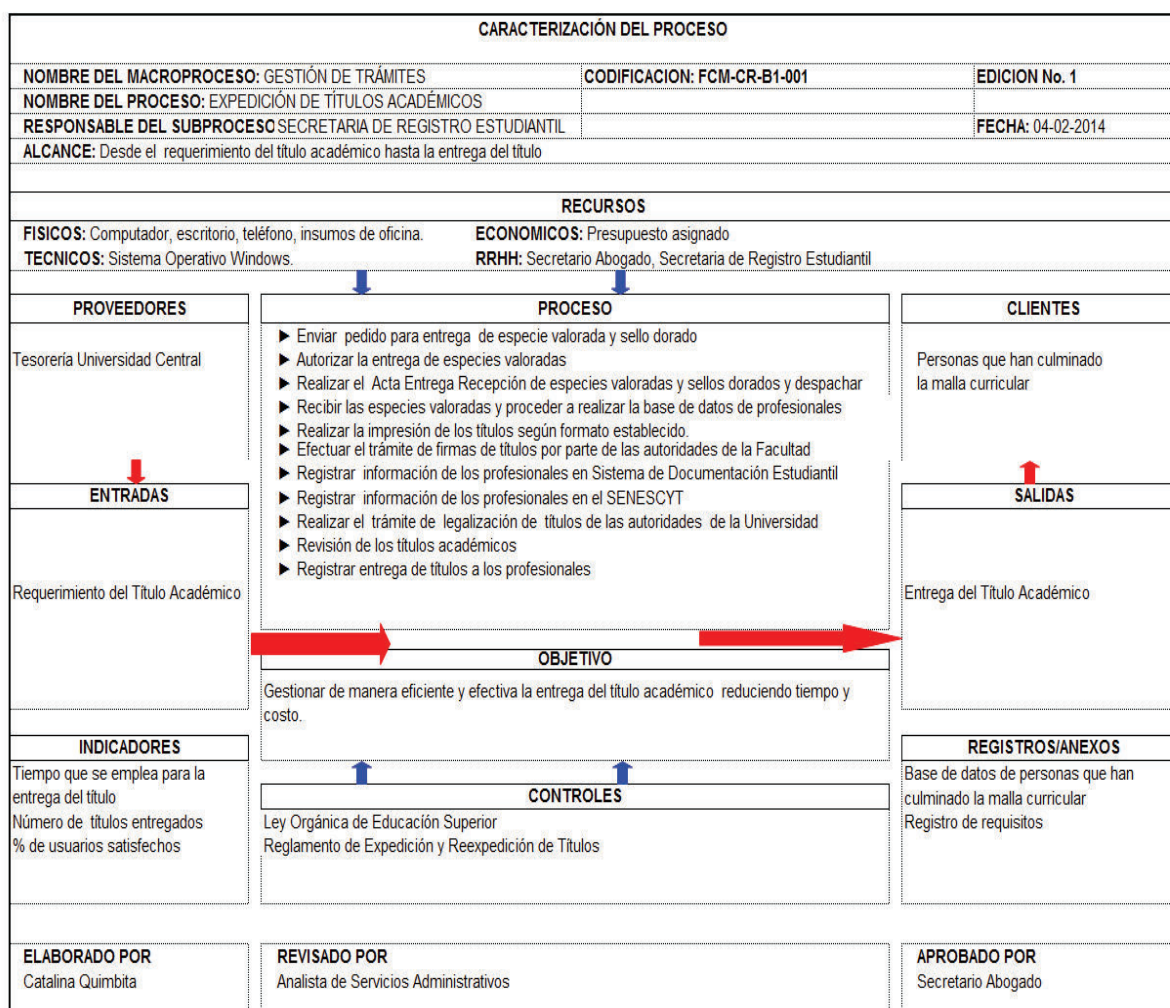 CARACTERIZACIÓN DEL PROCESO
NOMBRE DEL MACROPROCESO: GESTIÓN DE TRÁMITES CODIFICACION: FCM-CR-B1-001 EDICION No. 1
NOMBRE DEL PROCESO: EXPEDICIÓN DE TÍTULOS ACADÉMICOS
RESPONSABLE DEL SUBPROCESO SECRETARIA DE REGISTRO ESTUDIANTIL FECHA: 04-02-2014
ALCANCE: Desde el requerimiento del título académico hasta la entrega del título
RECURSOS
FISICOS: Computador, escritorio, teléfono, insumos de oficina. ECONOMICOS: Presupuesto asignado
TECNICOS: Sistema Operativo Windows. RRHH: Secretario Abogado, Secretaria de Registro Estudiantil
PROVEEDORES
Tesorería Universidad Central
ENTRADAS
Requerimiento del Título Académico
PROCESO
▶ Enviar pedido para entrega de especie valorada y sello dorado
▶ Autorizar la entrega de especies valoradas
▶ Realizar el Acta Entrega Recepción de especies valoradas y sellos dorados y despachar
▶ Recibir las especies valoradas y proceder a realizar la base de datos de profesionales
▶ Realizar la impresión de los títulos según formato establecido.
▶ Efectuar el trámite de firmas de títulos por parte de las autoridades de la Facultad
▶ Registrar información de los profesionales en Sistema de Documentación Estudiantil
▶ Registrar información de los profesionales en el SENESCYT
▶ Realizar el trámite de legalización de títulos de las autoridades de la Universidad
▶ Revisión de los títulos académicos
▶ Registrar entrega de títulos a los profesionales
CLIENTES
Personas que han culminado
la malla curricular
SALIDAS
Entrega del Título Académico
OBJETIVO
Gestionar de manera eficiente y efectiva la entrega del título académico reduciendo tiempo y
costo.
INDICADORES
Tiempo que se emplea para la
entrega del título
Número de títulos entregados
% de usuarios satisfechos
CONTROLES
Ley Orgánica de Educación Superior
Reglamento de Expedición y Reexpedición de Títulos
REGISTROS/ANEXOS
Base de datos de personas que han
culminado la malla curricular
Registro de requisitos
ELABORADO POR
Catalina Quimbita
REVISADO POR
Analista de Servicios Administrativos
APROBADO POR
Secretario Abogado